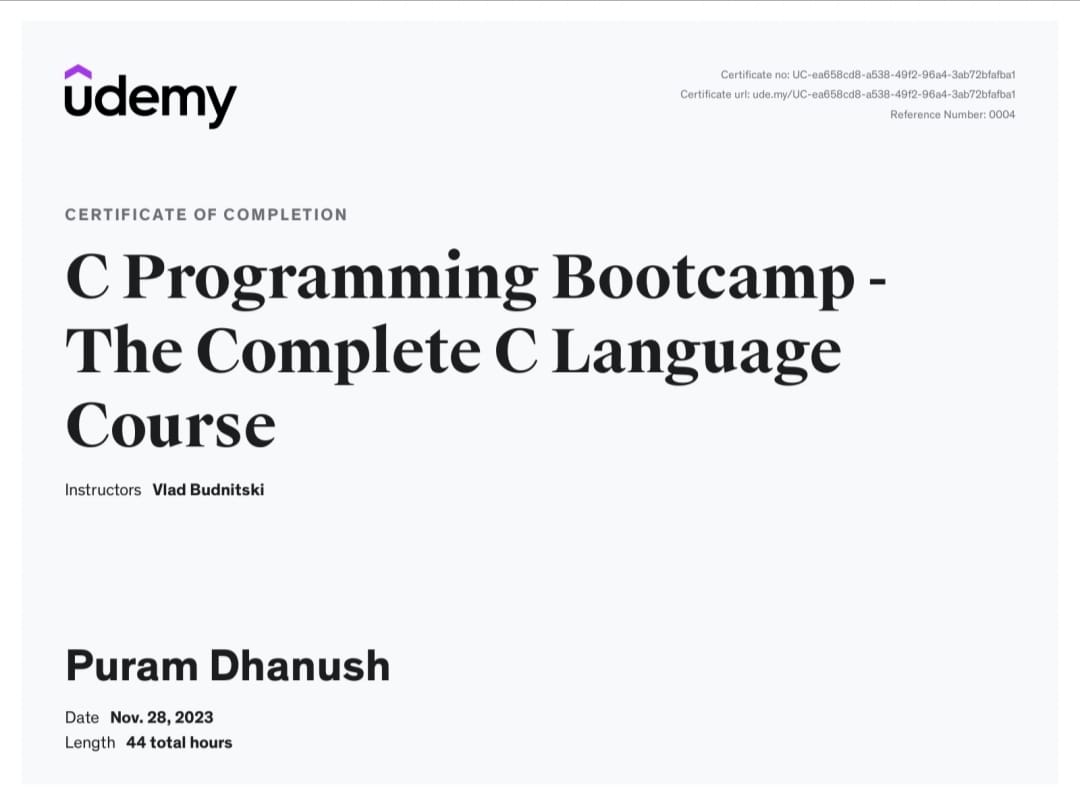 udemy
Certificate no: UC-ea658cd8-a538-49f2-96a4-3ab72bfafba1
Certificate url: ude.my/UC-ea658cd8-a538-49f2-96a4-3ab72bfafba1
Reference Number: 0004
CERTIFICATE OF COMPLETION
C Programming Bootcamp -
The Complete C Language
Course
Instructors Vlad Budnitski
Puram Dhanush
Date Nov. 28, 2023
Length 44 total hours